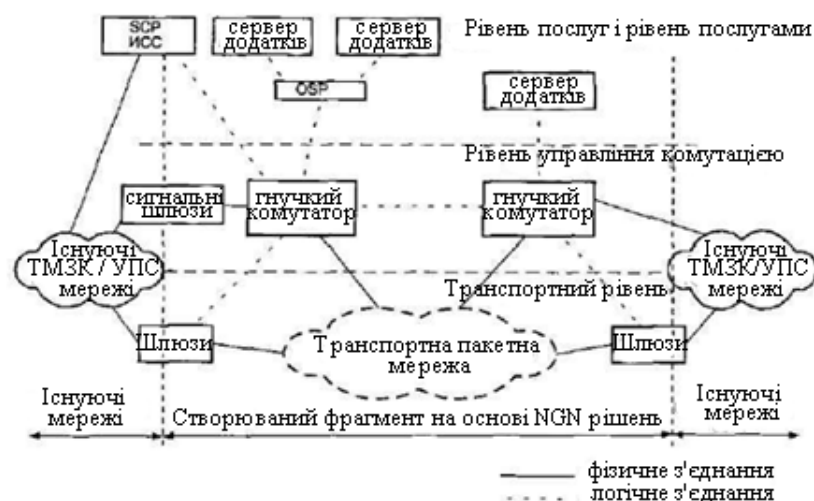 SCP
ИСС
сервер
додатків
сервер
додатків
Рівень послуг і рівень послугами
OSP
сервер
додатків
Рівень управління комутацією
сигнальні
шлюзи
гнучкий
комутатор
гнучкий
комутатор
Існуючі
ТМЗК / УПС
мережі
Існуючі
ТМЗК/УПС
мережі
Транспортний рівень
Шлюзи
Транспортна пакетна
мережа
Шлюзи
Існуючі
мережі
Створюваний фрагмент на основі NGN рішень
Існуючі
мережі
фізичне з'єднання
логічне з'єднання